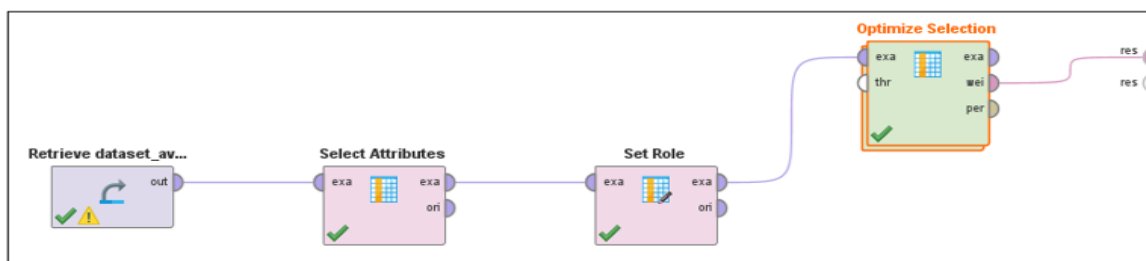 Optimize Selection
exa exa res
thr wei res
per
Retrieve dataset_av... Select Attributes Set Role
out exa exa exa exa
ori ori